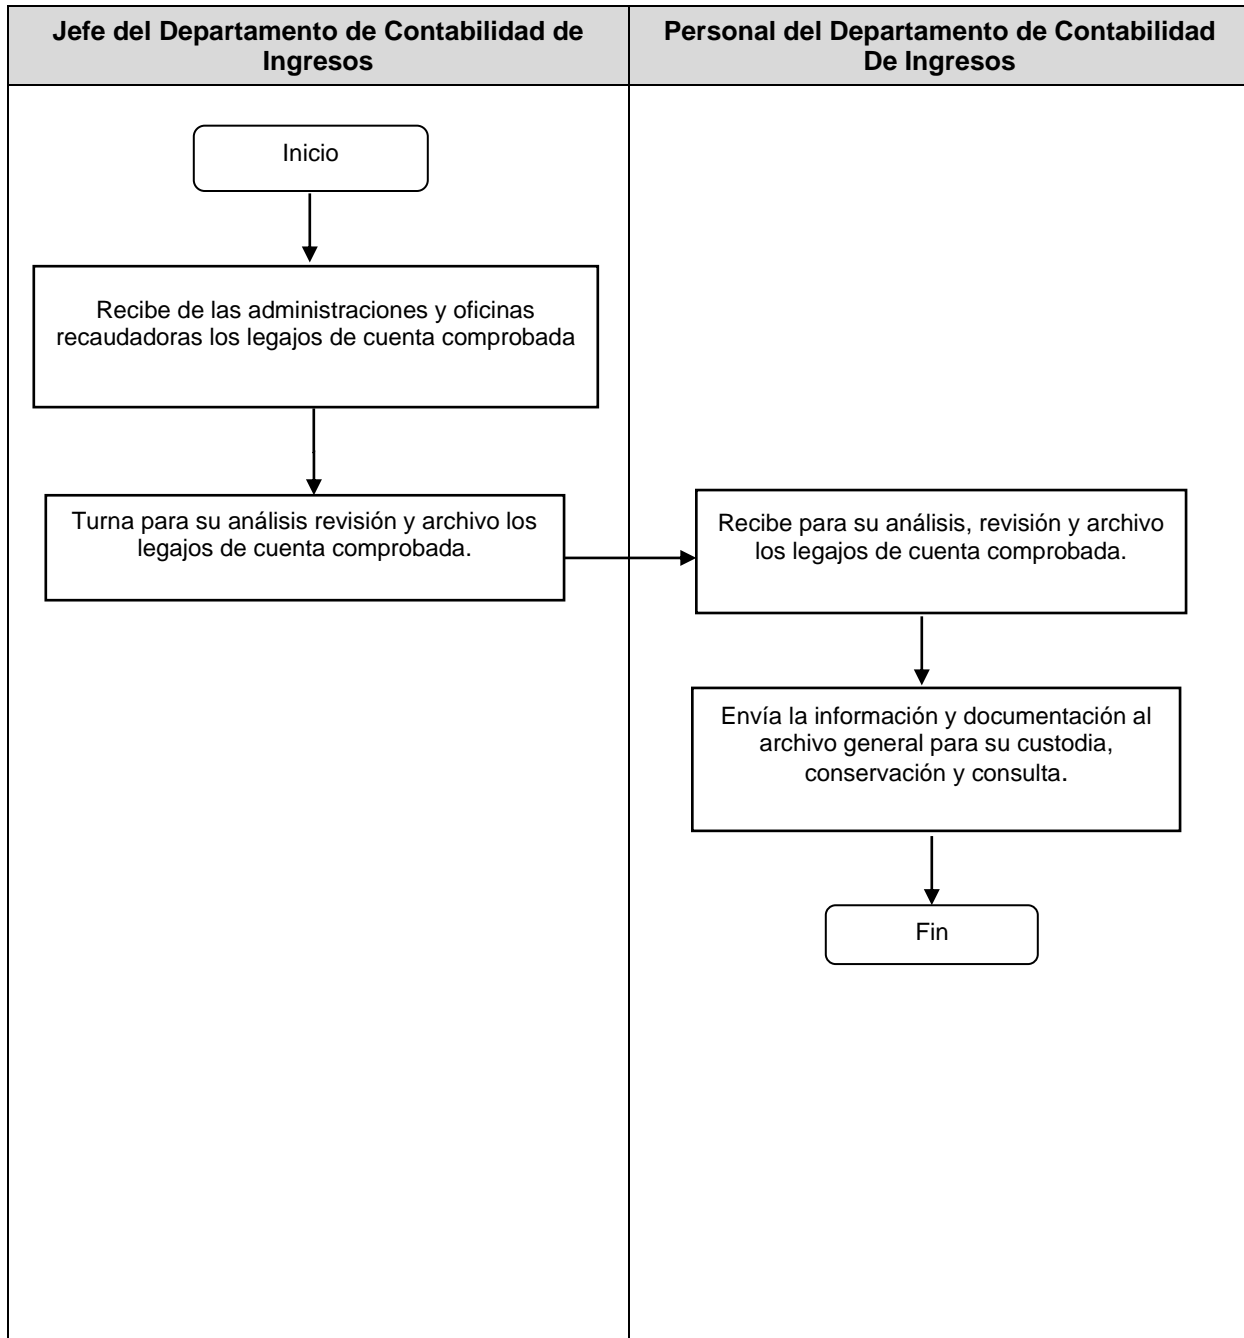 Jefe del Departamento de Contabilidad de
Ingresos
Personal del Departamento de Contabilidad
De Ingresos
Inicio
Recibe de las administraciones y oficinas
recaudadoras los legajos de cuenta comprobada
Turna para su análisis revisión y archivo los
legajos de cuenta comprobada.
Recibe para su análisis, revisión y archivo
los legajos de cuenta comprobada.
Envía la información y documentación al
archivo general para su custodia,
conservación y consulta.
Fin